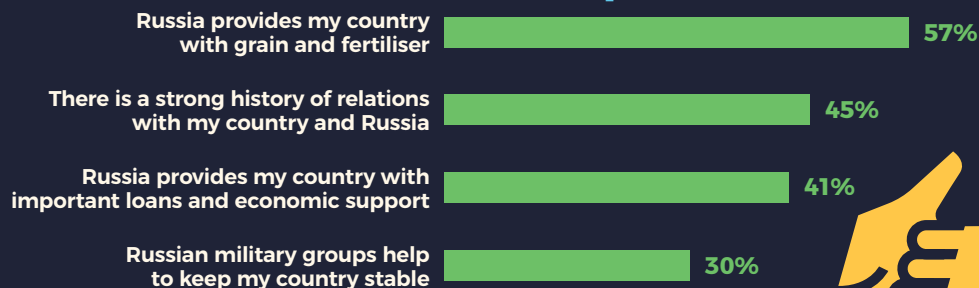 Russia provides my country
with grain and fertiliser
57%
There is a strong history of relations
with my country and Russia
45%
Russia provides my country with
important loans and economic support
41%
Russian military groups help
to keep my country stable
30%